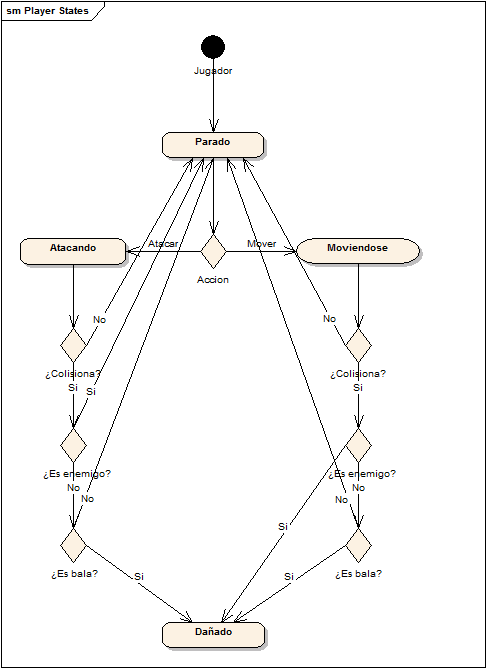 sm Player States
Jugador
Parado
Atacando
Atacar
Mover
Moviendose
Accion
No
No
¿Colisiona?
¿Colisiona?
Si
Si
Si
¿Es enemigo?
¿Es enemigo?
No
No
No
No
Si
¿Es bala?
¿Es bala?
Si
Si
Dañado